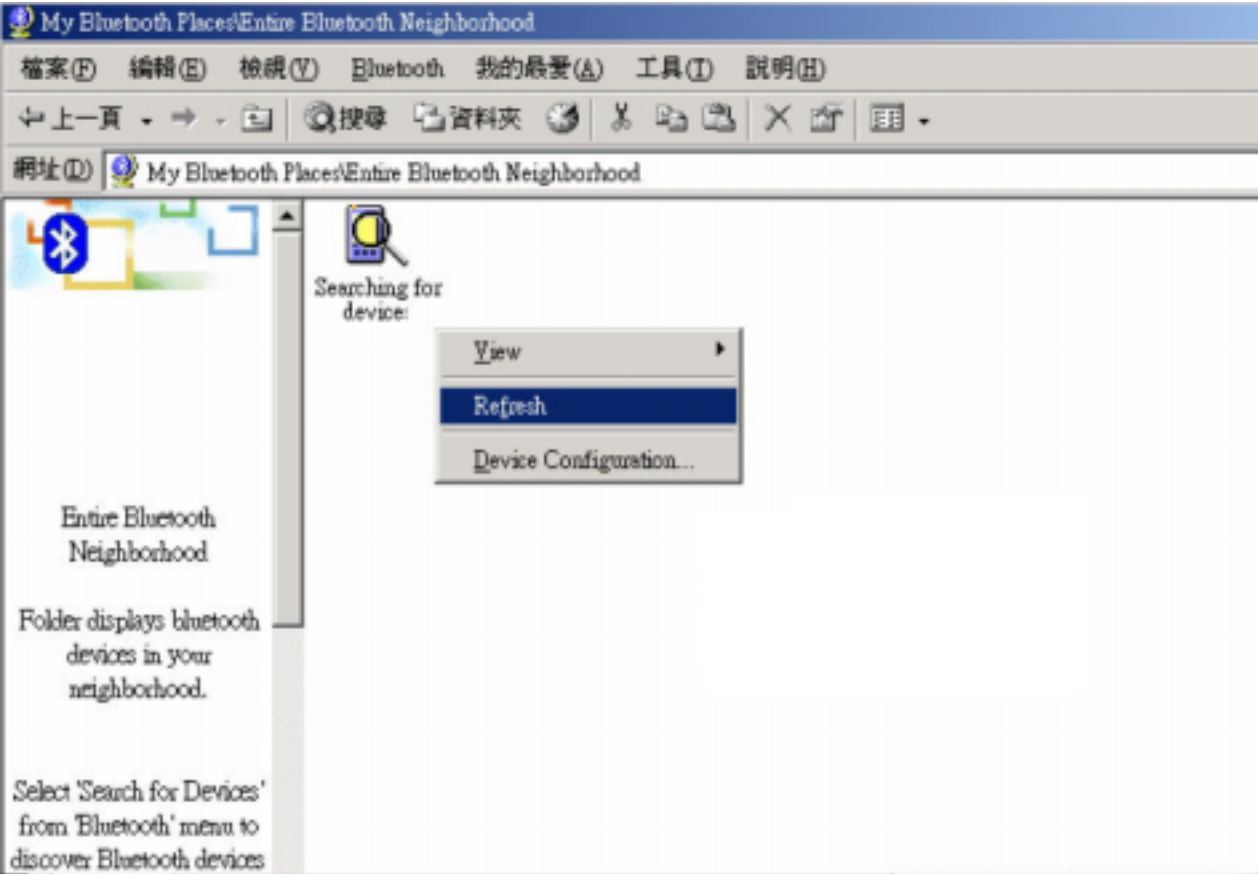 My Bluetooth Places\Entire Bluetooth Neighborhood
檔案(F) 編輯(E) 檢視(V) Bluetooth 我的最愛(A) 工具(T) 說明(H)
上一頁 搜尋 資料夾
網址(D) My Bluetooth Places\Entire Bluetooth Neighborhood
Searching for
device:
View
Refresh
Device Configuration...
Entire Bluetooth
Neighborhood
Folder displays bluetooth
devices in your
neighborhood.
Select 'Search for Devices'
from 'Bluetooth' menu to
discover Bluetooth devices